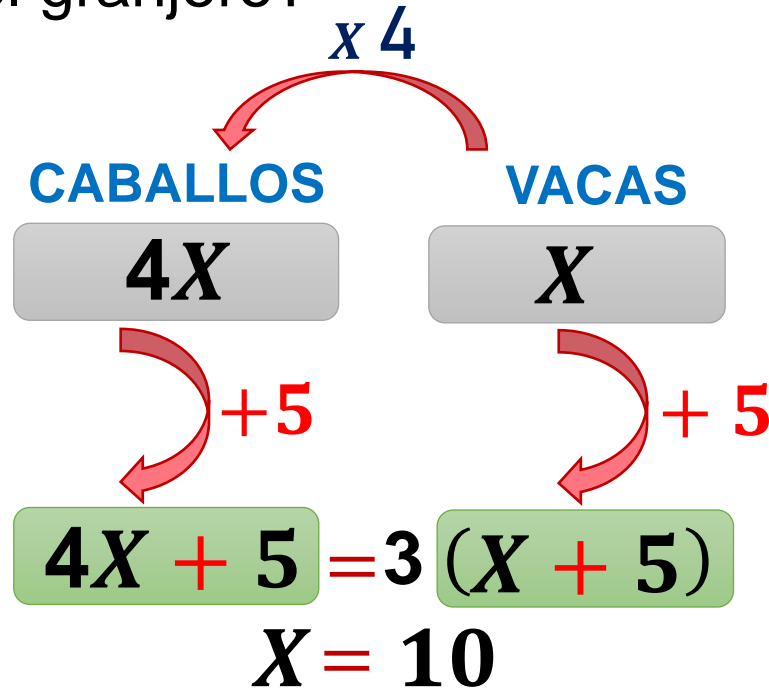 x 4
CABALLOS VACAS
4X X
+5 + 5
4X + 5 = 3 (X + 5)
X = 10